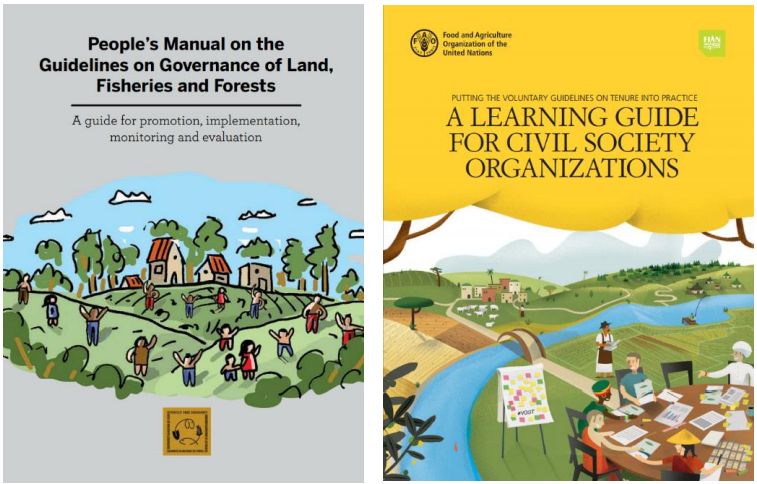 People's Manual on the
Guidelines on Governance of Land,
Fisheries and Forests
A guide for promotion, implementation,
monitoring and evaluation
Food and Agriculture
Organization of the
United Nations
FIAN
PUTTING THE VOLUNTARY GUIDELINES ON TENURE INTO PRACTICE
A LEARNING GUIDE
FOR CIVIL SOCIETY
ORGANIZATIONS
#VGGT